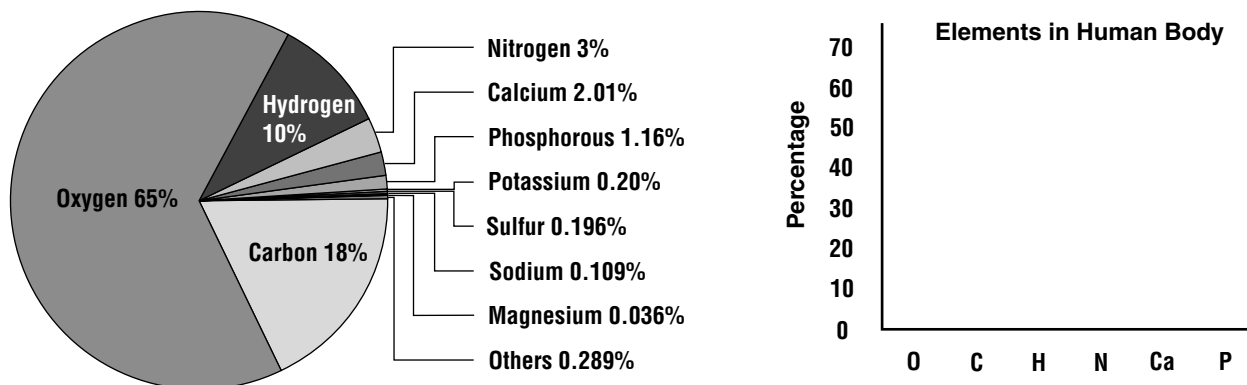 Oxygen 65%
Hydrogen
10%
Carbon 18%
Nitrogen 3%
Calcium 2.01%
Phosphorous 1.16%
Potassium 0.20%
Sulfur 0.196%
Sodium 0.109%
Magnesium 0.036%
Others 0.289%
Elements in Human Body
Percentage
70
60
50
40
30
20
10
0
O C H N Ca P